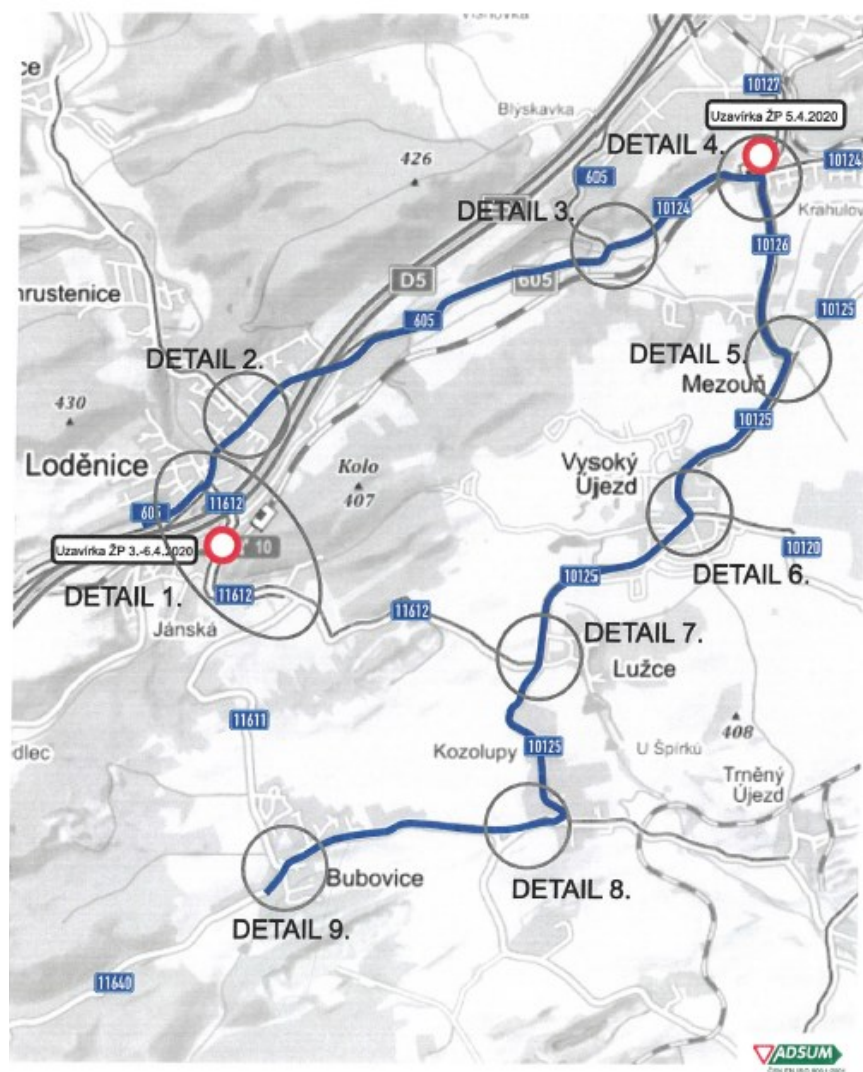 ce
Blýskavka
10127
Uzavírka ŽP 5.4.2020
DETAIL 4.
426
605
10124
DETAIL 3.
10124
Krahulov
10126
hrustenice
D5
605
10125
605
DETAIL 2.
DETAIL 5.
Mezouň
430
10125
Loděnice
Kolo
407
Vysoký
Újezd
11612
605
Uzavírka ŽP 3.-6.4.2020
10
10120
DETAIL 6.
10125
DETAIL 1.
11612
11612
Jánská
DETAIL 7.
Lužce
11611
408
dlec
Kozolupy
10125
U Špirků
Trněný
Újezd
Bubovice
DETAIL 8.
DETAIL 9.
11640
ADSUM